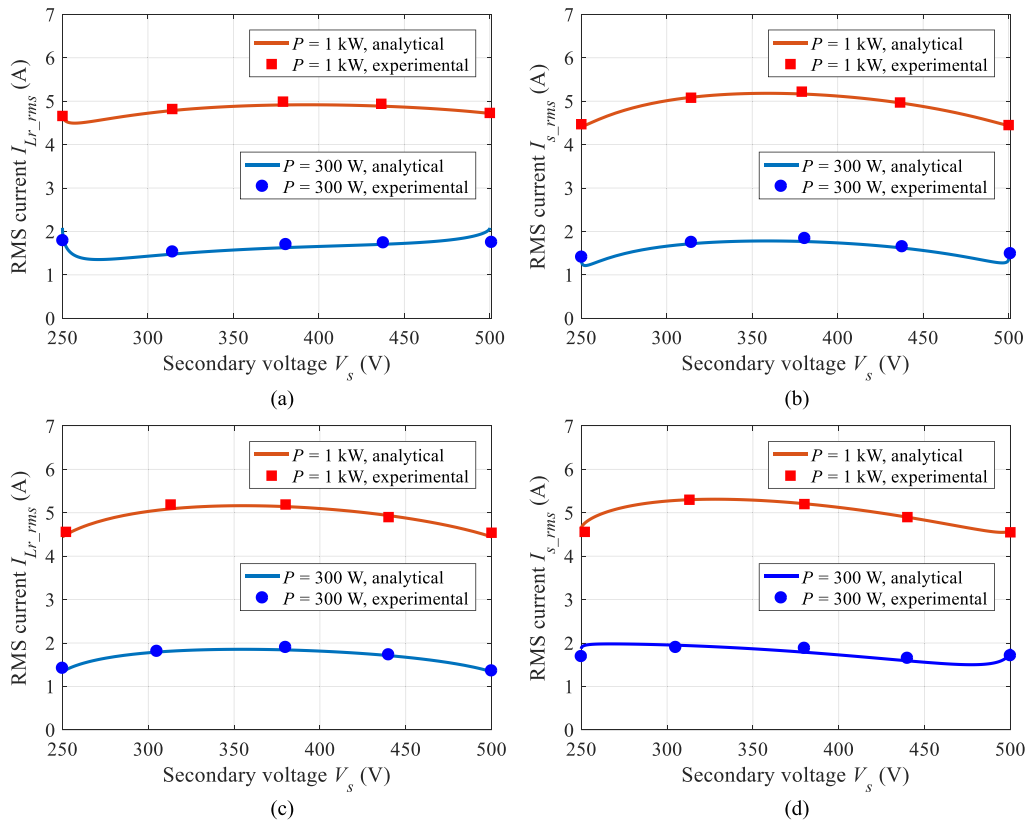 7
6
5
4
3
2
1
0
RMS current I_Lr_rms (A)
P = 1 kW, analytical
P = 1 kW, experimental
P = 300 W, analytical
P = 300 W, experimental
250 300 350 400 450 500
Secondary voltage V_s (V)
(a)
7
6
5
4
3
2
1
0
RMS current I_s_rms (A)
P = 1 kW, analytical
P = 1 kW, experimental
P = 300 W, analytical
P = 300 W, experimental
250 300 350 400 450 500
Secondary voltage V_s (V)
(b)
7
6
5
4
3
2
1
0
RMS current I_Lr_rms (A)
P = 1 kW, analytical
P = 1 kW, experimental
P = 300 W, analytical
P = 300 W, experimental
250 300 350 400 450 500
Secondary voltage V_s (V)
(c)
7
6
5
4
3
2
1
0
RMS current I_s_rms (A)
P = 1 kW, analytical
P = 1 kW, experimental
P = 300 W, analytical
P = 300 W, experimental
250 300 350 400 450 500
Secondary voltage V_s (V)
(d)